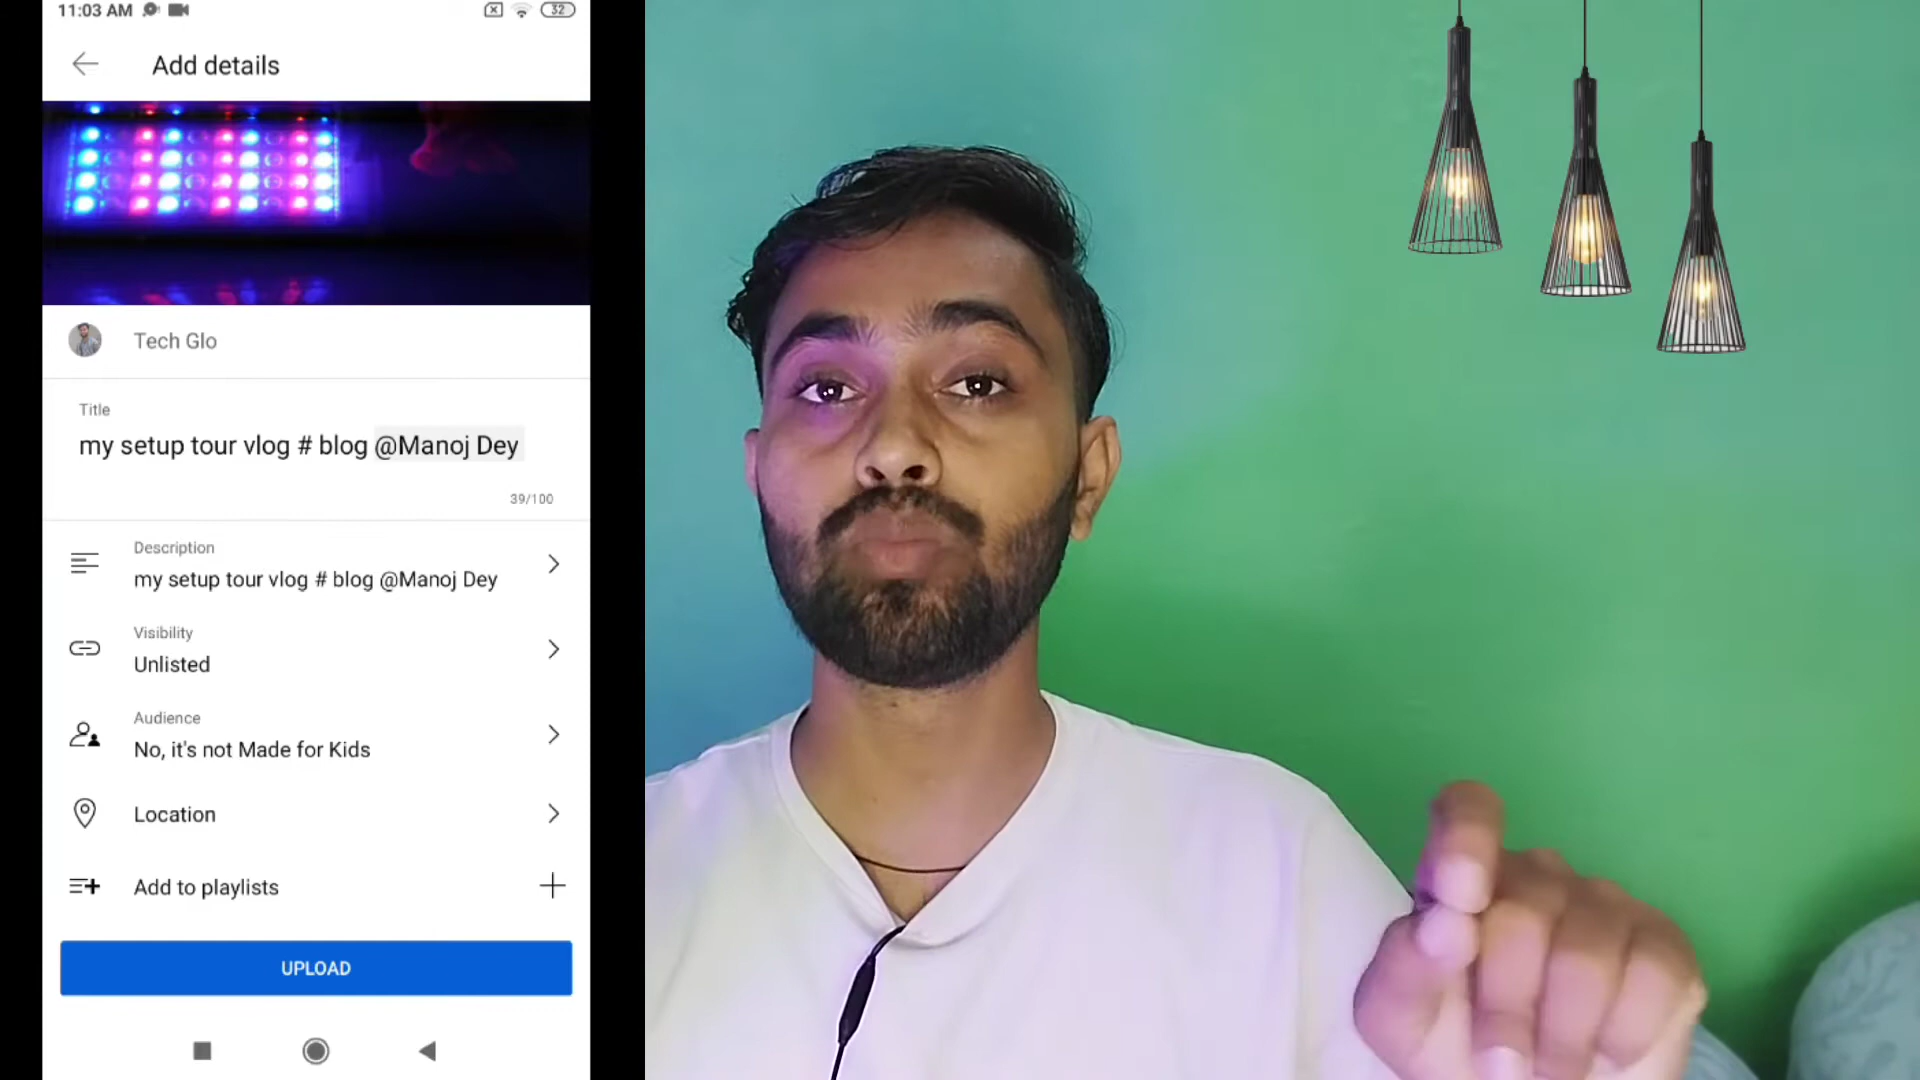 11:03 AM
32
Add details
Tech Glo
Title
my setup tour vlog # blog @Manoj Dey
39/100
Description
my setup tour vlog # blog @Manoj Dey
Visibility
Unlisted
Audience
No, it's not Made for Kids
Location
Add to playlists
UPLOAD